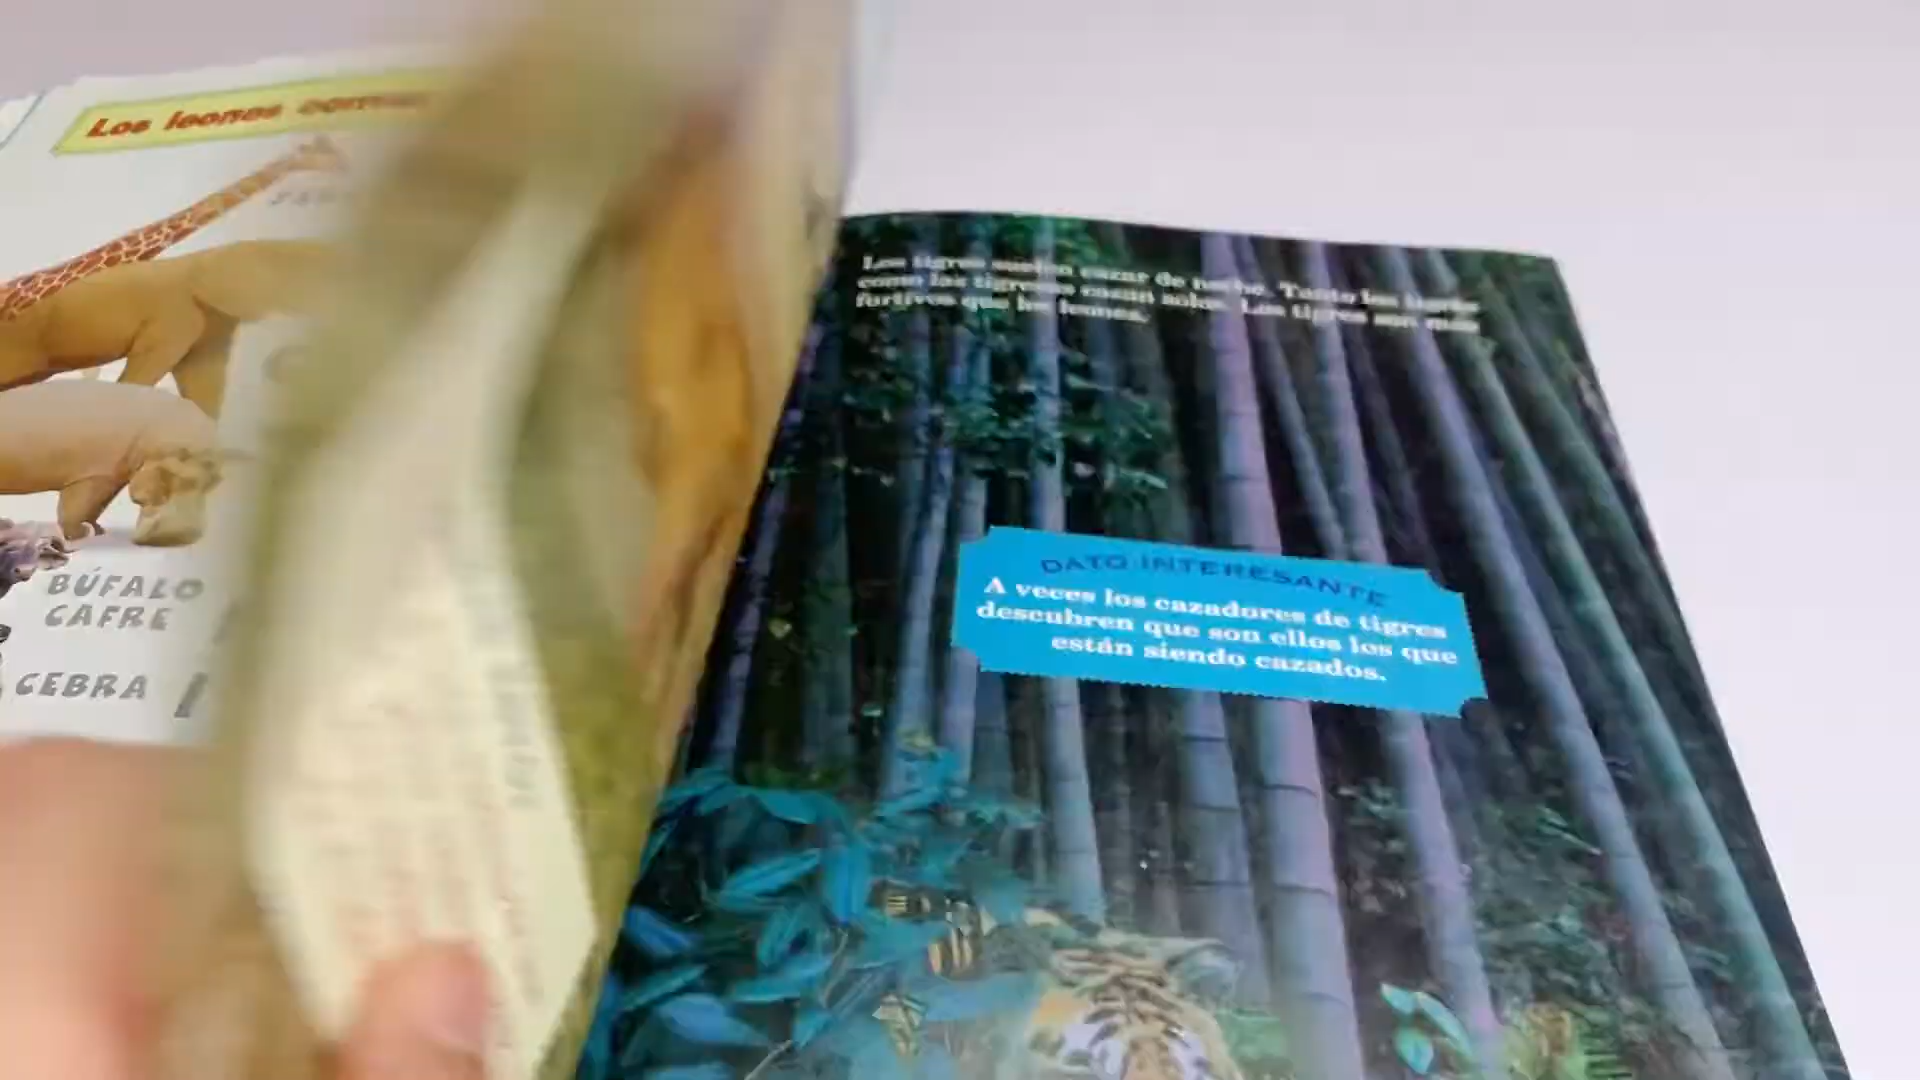 Los leones comen
BÚFALO
CAFRE
CEBRA
Los tigres suelen cazar de noche. Tanto los tigres
como las tigresas cazan solos. Los tigres son más
furtivos que los leones.
DATO INTERESANTE
A veces los cazadores de tigres
descubren que son ellos los que
están siendo cazados.